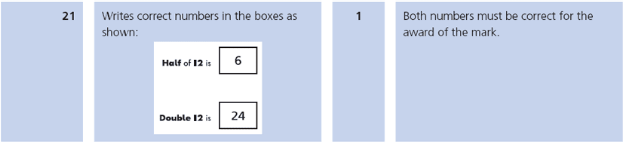 21
Writes correct numbers in the boxes as
shown:
Half of 12 is 6
Double 12 is 24
1
Both numbers must be correct for the
award of the mark.